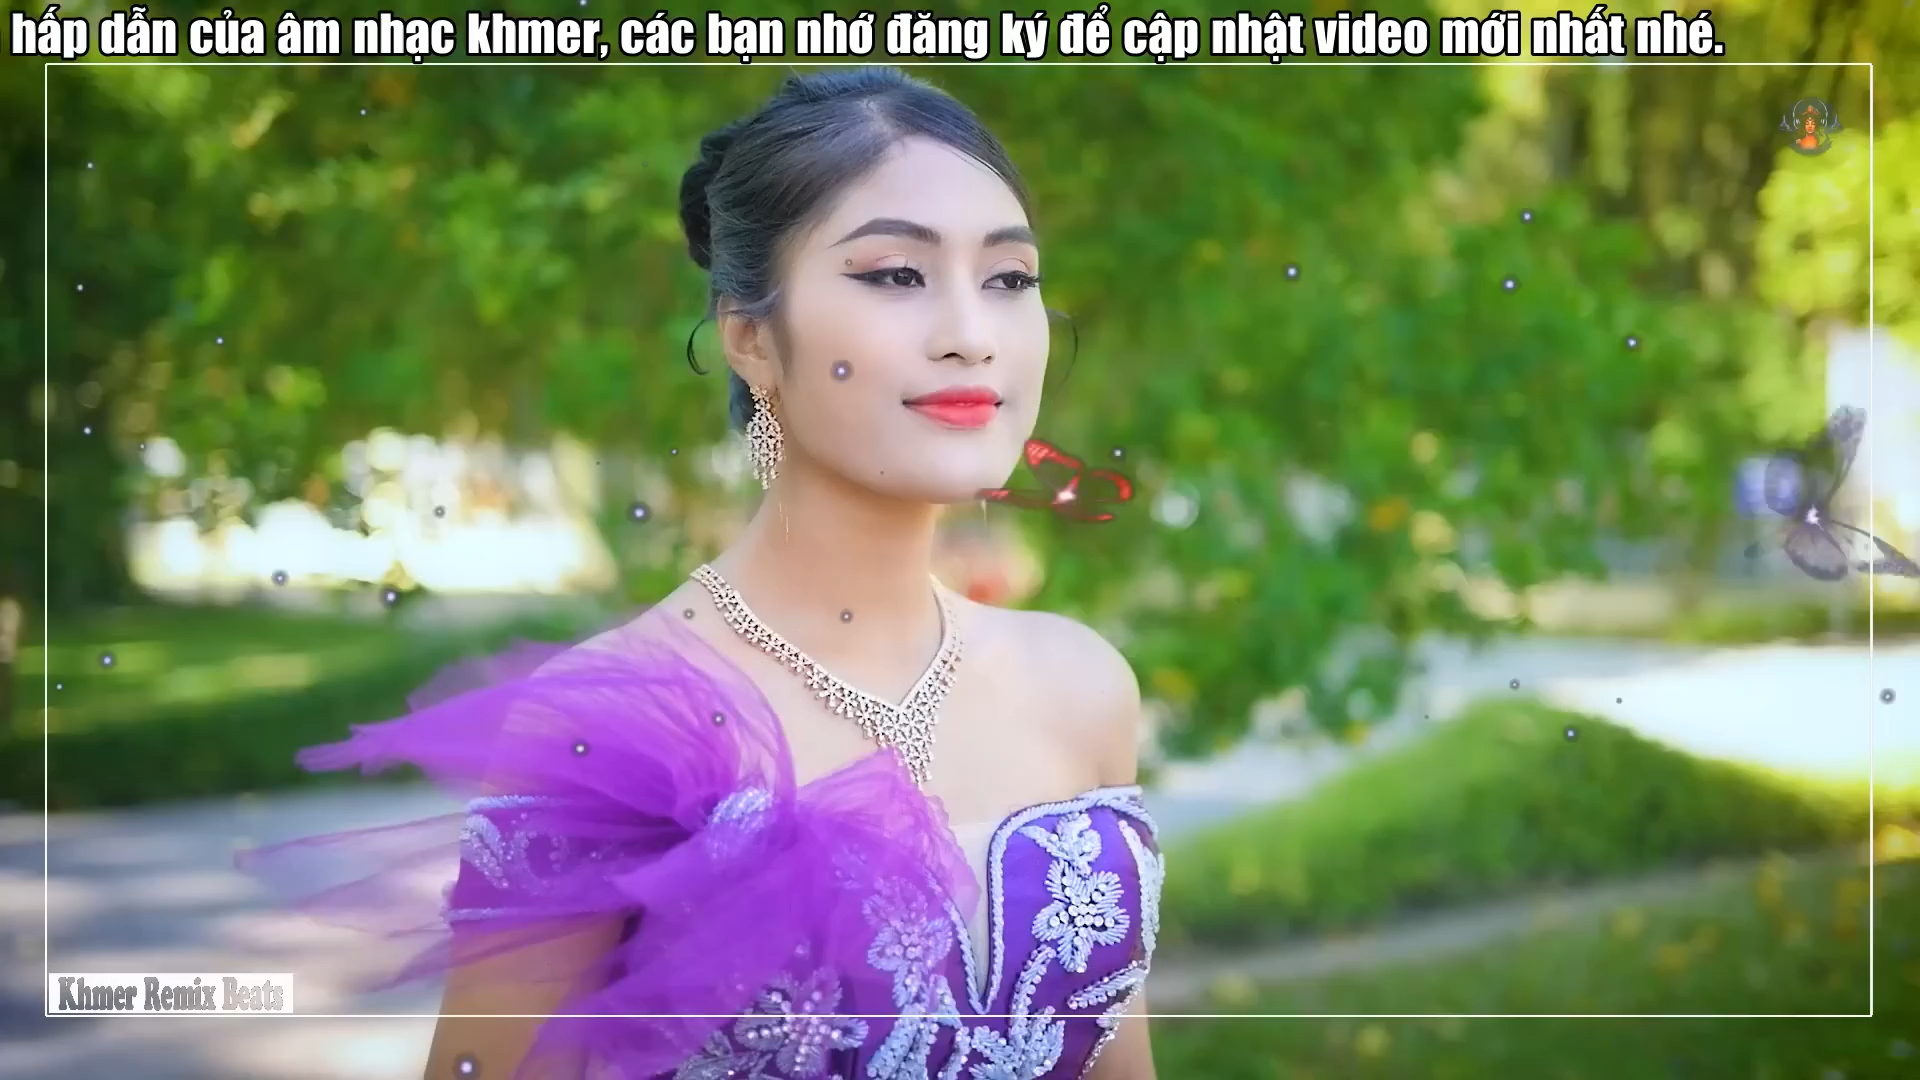 hấp dẫn của âm nhạc khmer, các bạn nhớ đăng ký để cập nhật video mới nhất nhé.
Khmer Remix Beats